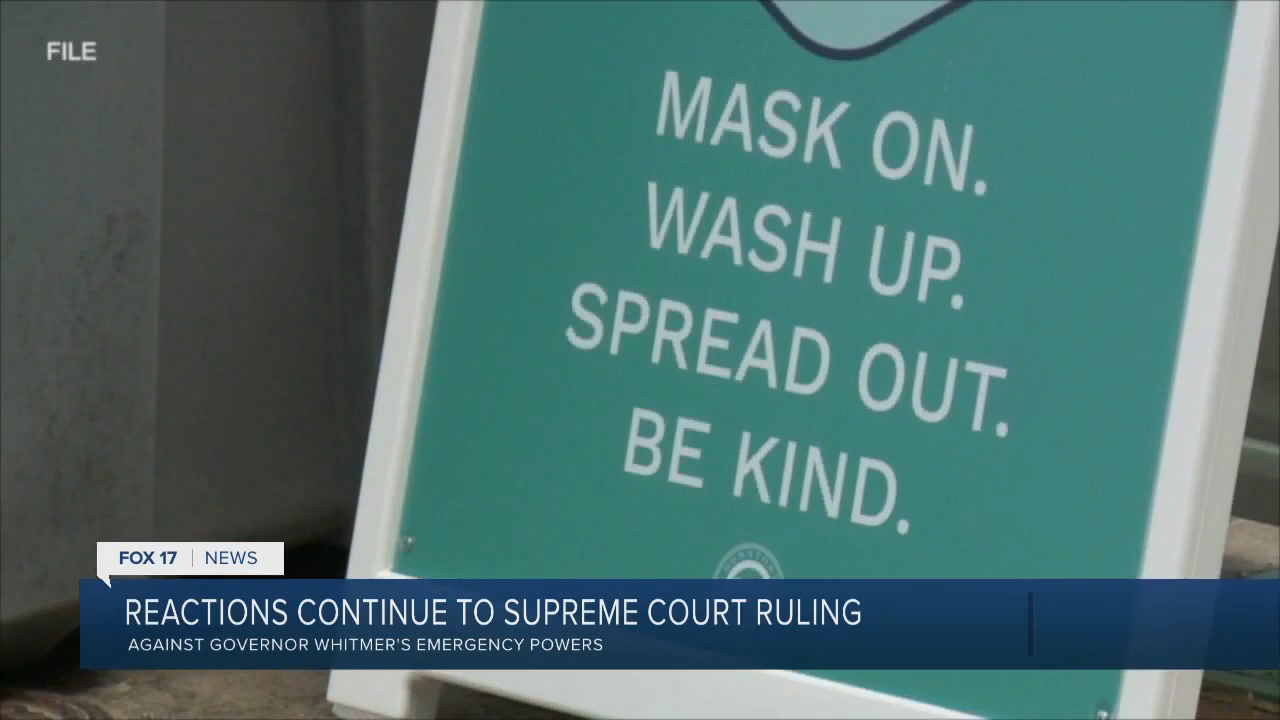 FILE
MASK ON.
WASH UP.
SPREAD OUT.
BE KIND.
FOX 17 NEWS
REACTIONS CONTINUE TO SUPREME COURT RULING
AGAINST GOVERNOR WHITMER'S EMERGENCY POWERS